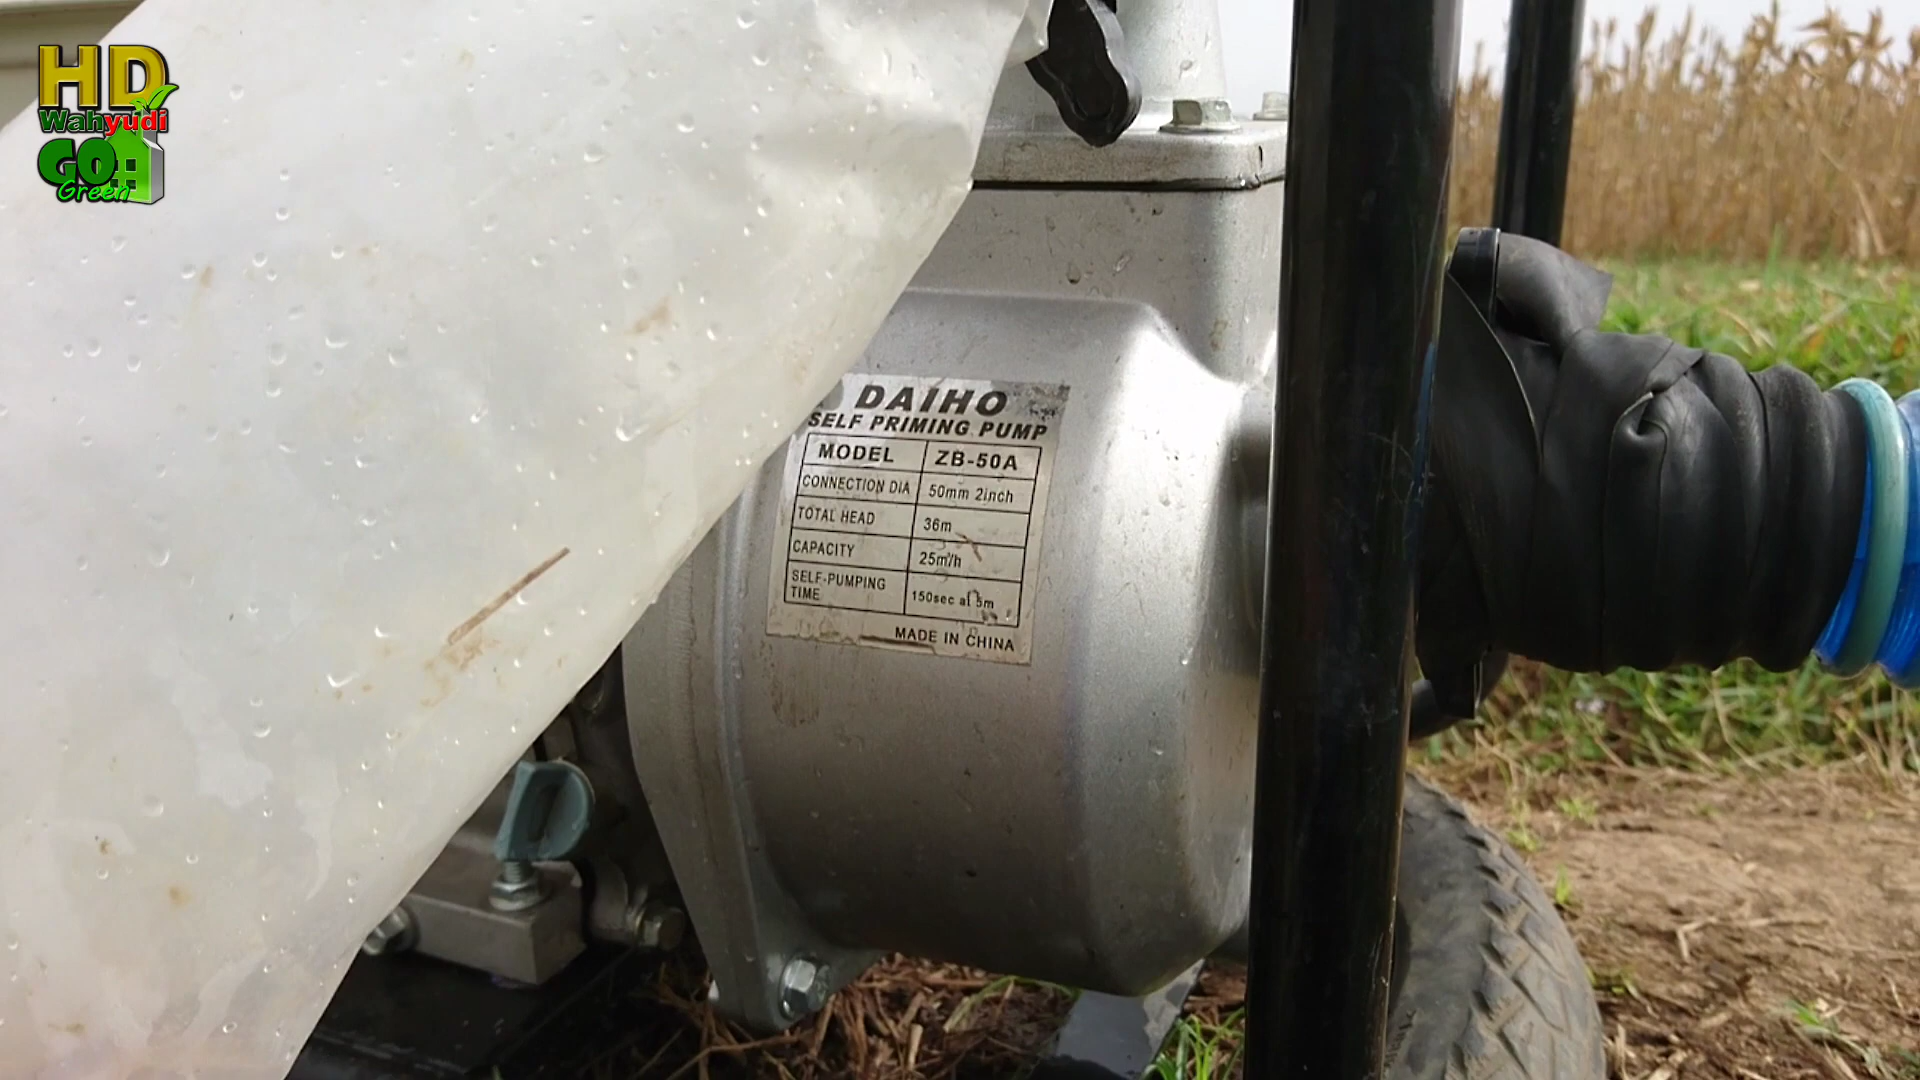 HD
Wahyudi
GO
Green
DAIHO
SELF PRIMING PUMP
MODEL ZB-50A
CONNECTION DIA 50mm 2inch
TOTAL HEAD 36m
CAPACITY 25m³/h
SELF-PUMPING TIME 150sec at 5m
MADE IN CHINA